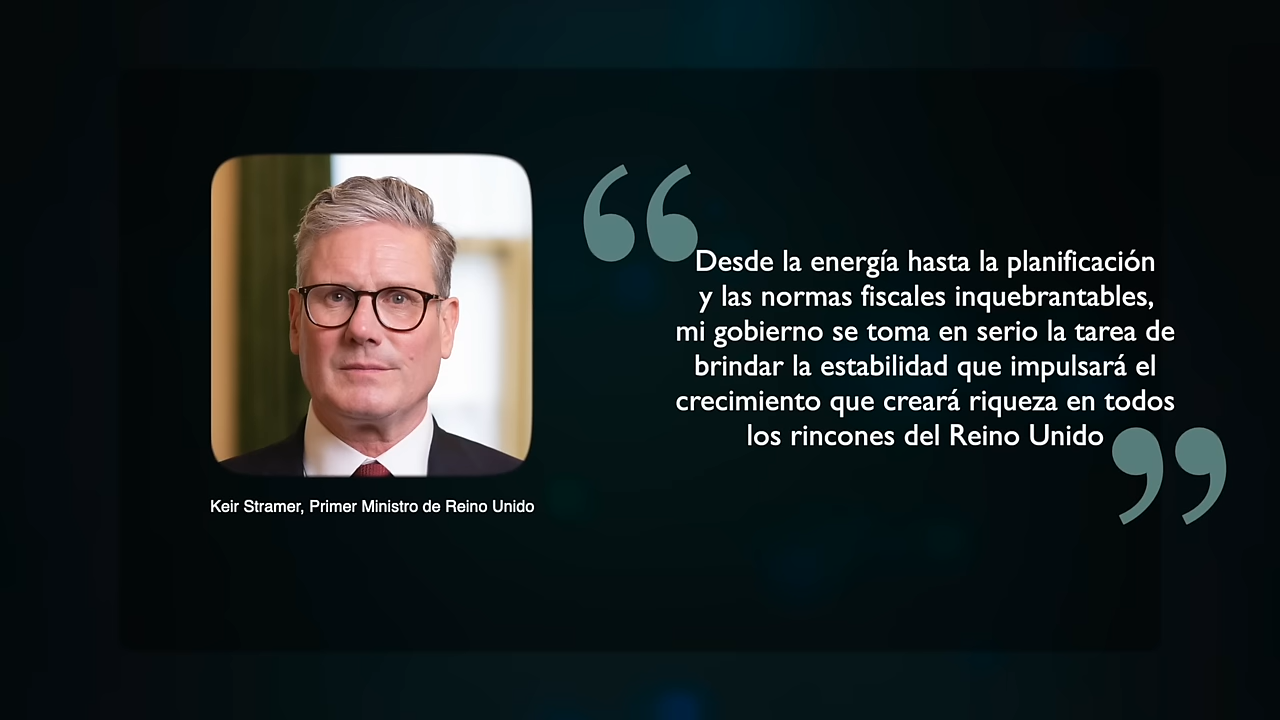 Desde la energía hasta la planificación
y las normas fiscales inquebrantables,
mi gobierno se toma en serio la tarea de
brindar la estabilidad que impulsará el
crecimiento que creará riqueza en todos
los rincones del Reino Unido
Keir Stramer, Primer Ministro de Reino Unido